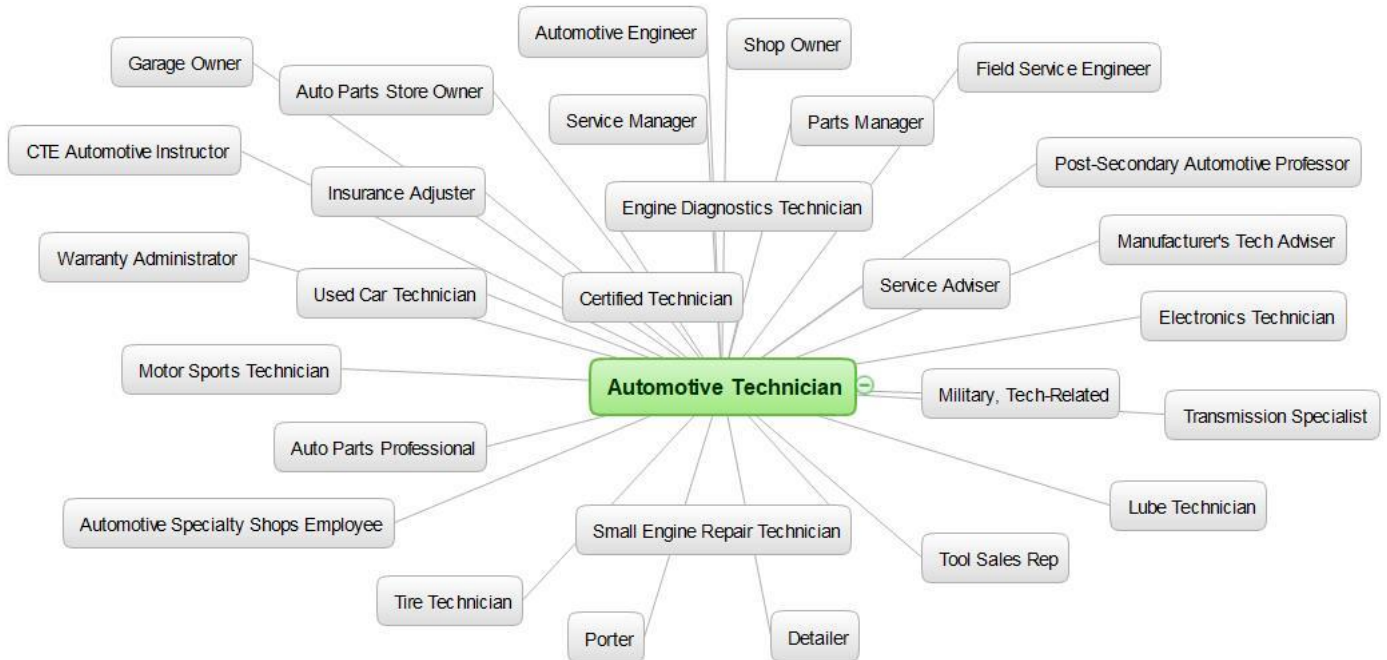 Automotive Engineer
Shop Owner
Garage Owner
Field Service Engineer
Auto Parts Store Owner
Service Manager
Parts Manager
CTE Automotive Instructor
Post-Secondary Automotive Professor
Insurance Adjuster
Engine Diagnostics Technician
Manufacturer's Tech Adviser
Warranty Administrator
Service Adviser
Used Car Technician
Certified Technician
Electronics Technician
Motor Sports Technician
Automotive Technician
Military, Tech-Related
Transmission Specialist
Auto Parts Professional
Lube Technician
Automotive Specialty Shops Employee
Small Engine Repair Technician
Tool Sales Rep
Tire Technician
Porter
Detailer